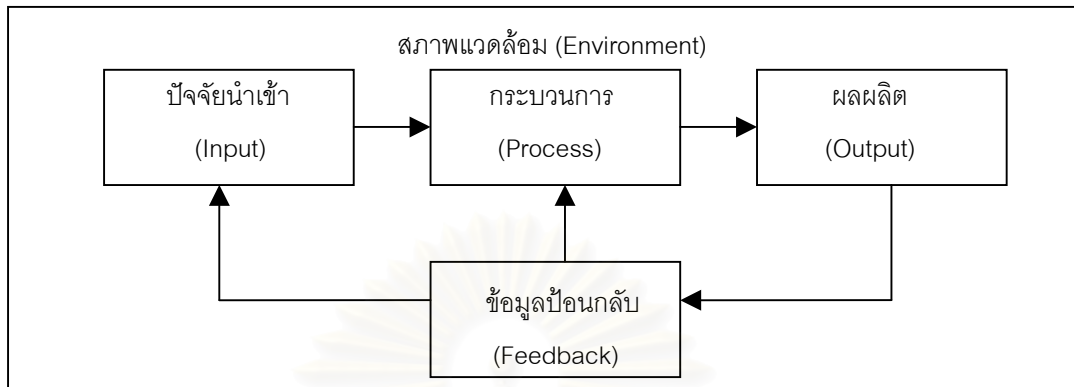 สภาพแวดล้อม (Environment)
ปัจจัยนำเข้า
(Input)
กระบวนการ
(Process)
ผลผลิต
(Output)
ข้อมูลป้อนกลับ
(Feedback)